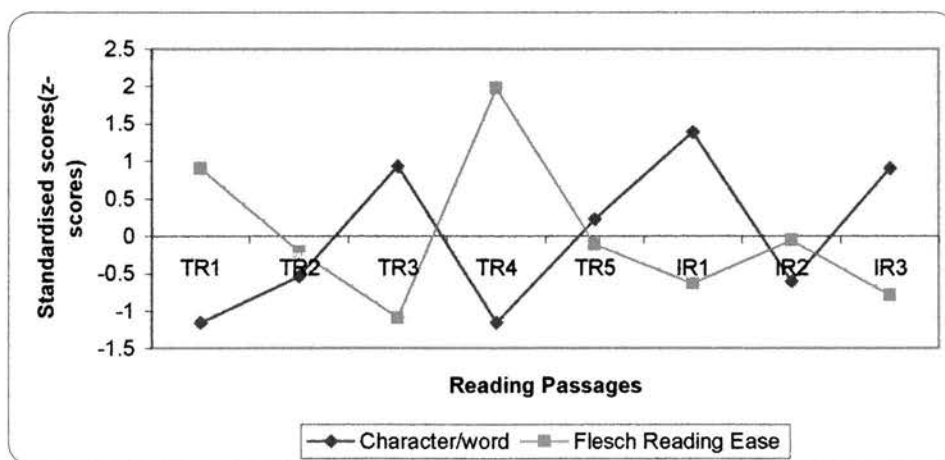 2.5
2
1.5
1
0.5
0
-0.5
-1
-1.5
Standardised scores(z-
scores)
TR1 TR2 TR3 TR4 TR5 IR1 IR2 IR3
Reading Passages
Character/word Flesch Reading Ease